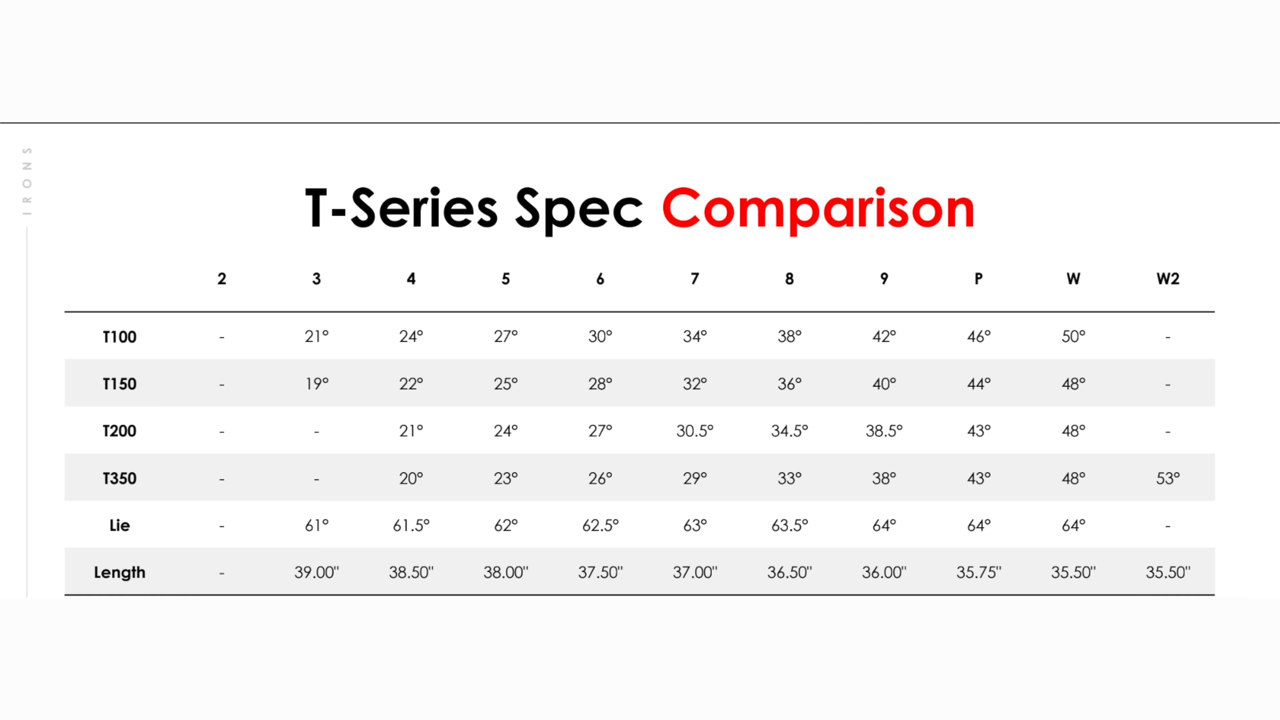 IRONS
T-Series Spec Comparison
2 3 4 5 6 7 8 9 P W W2
T100 - 21° 24° 27° 30° 34° 38° 42° 46° 50° -
T150 - 19° 22° 25° 28° 32° 36° 40° 44° 48° -
T200 - - 21° 24° 27° 30.5° 34.5° 38.5° 43° 48° -
T350 - - 20° 23° 26° 29° 33° 38° 43° 48° 53°
Lie - 61° 61.5° 62° 62.5° 63° 63.5° 64° 64° 64° -
Length - 39.00" 38.50" 38.00" 37.50" 37.00" 36.50" 36.00" 35.75" 35.50" 35.50"